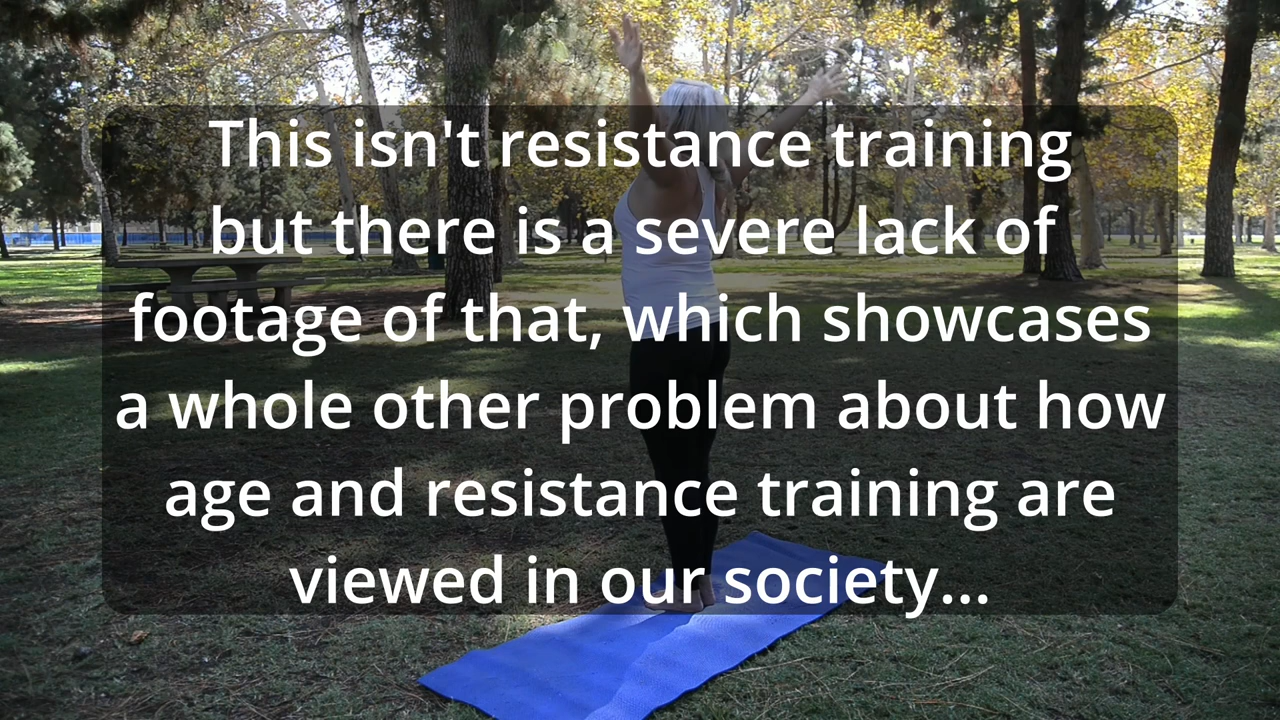 This isn't resistance training
but there is a severe lack of
footage of that, which showcases
a whole other problem about how
age and resistance training are
viewed in our society...